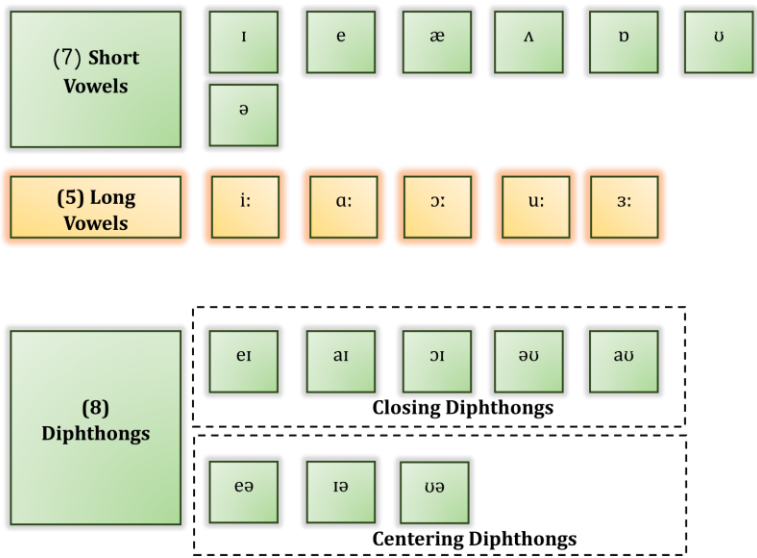 (7) Short
Vowels
ɪ e æ ʌ ɒ ʊ
ə
(5) Long
Vowels
i: ɑ: ɔː u: ɜ:
(8)
Diphthongs
eɪ aɪ ɔɪ əʊ aʊ
Closing Diphthongs
eə ɪə ʊə
Centering Diphthongs